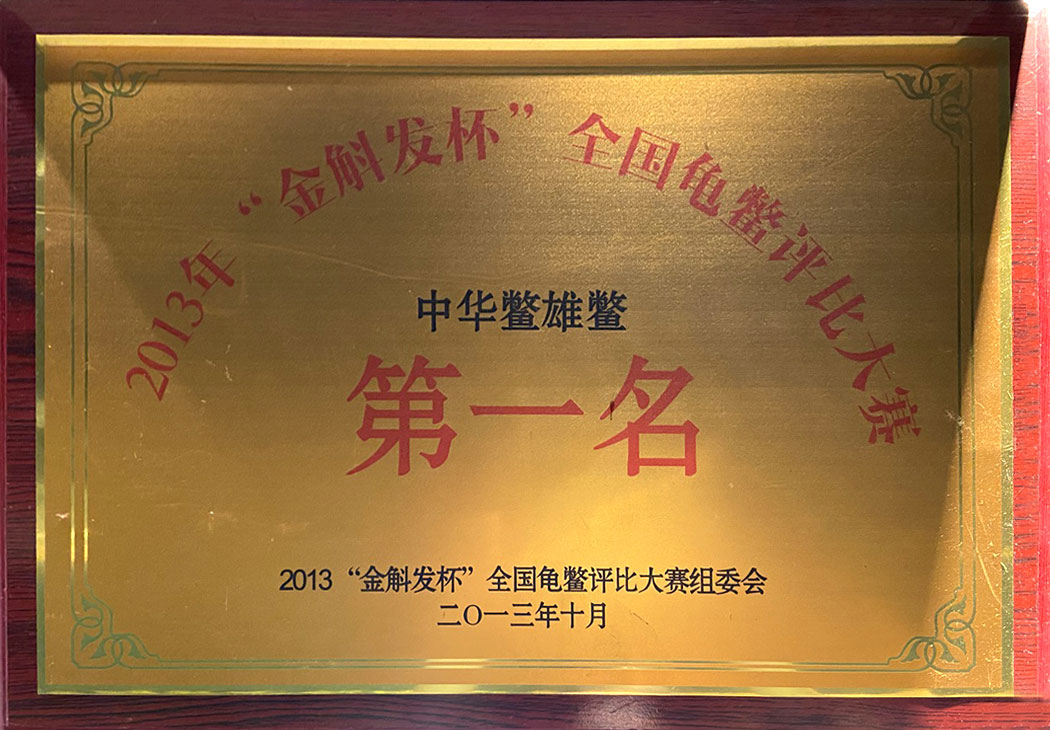 2013年“金斛发杯”全国龟鳖评比大赛
中华鳖雄鳖
第一名
2013“金斛发杯”全国龟鳖评比大赛组委会
二〇一三年十月